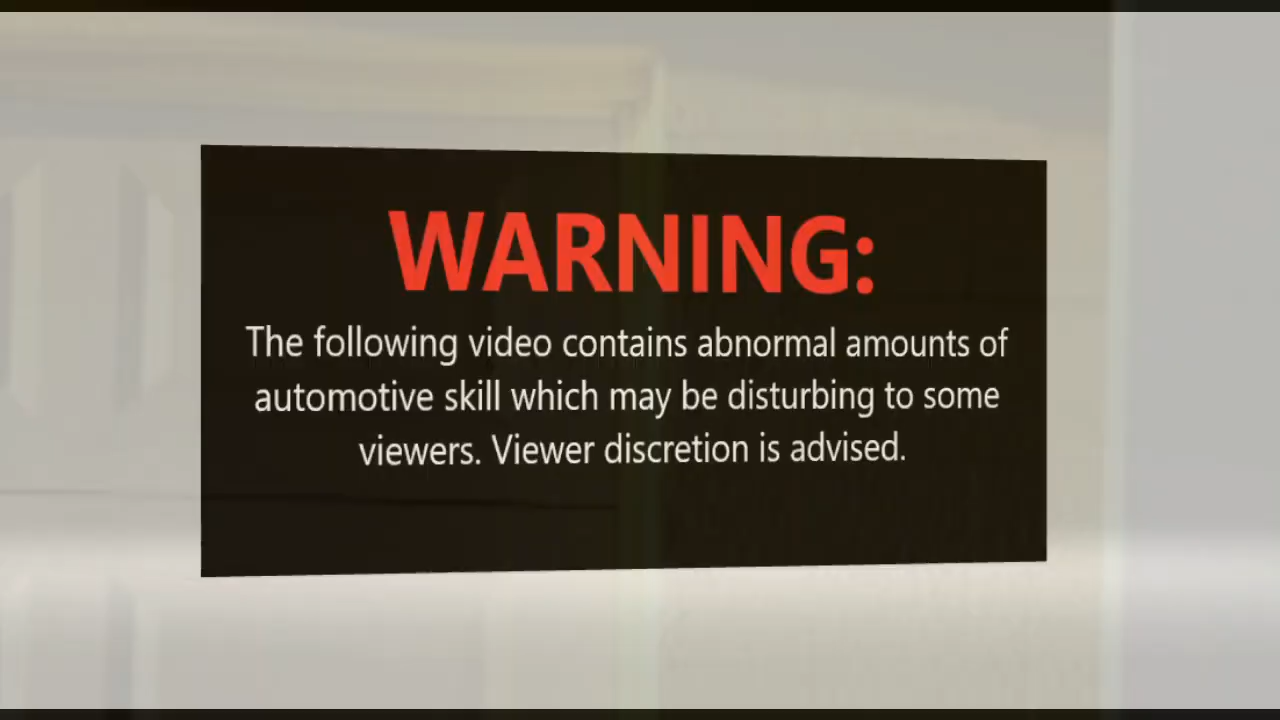 WARNING:
The following video contains abnormal amounts of
automotive skill which may be disturbing to some
viewers. Viewer discretion is advised.